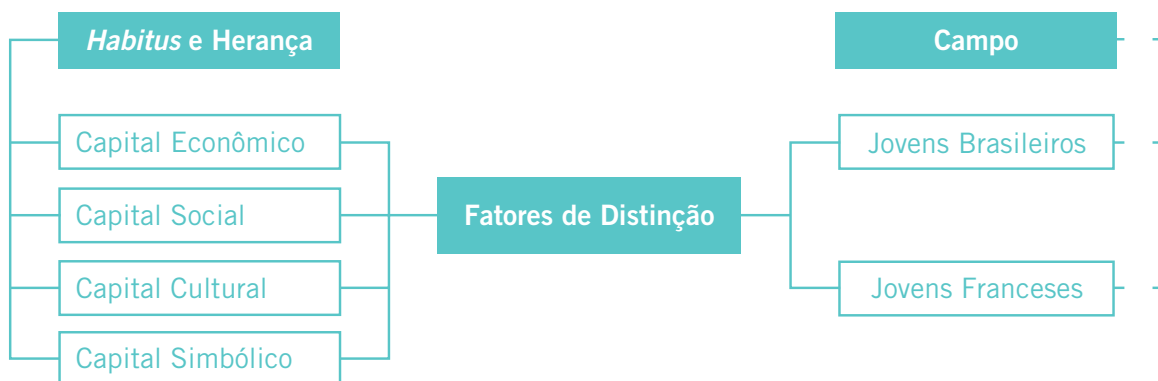 Habitus e Herança
Capital Econômico
Capital Social
Capital Cultural
Capital Simbólico
Fatores de Distinção
Campo
Jovens Brasileiros
Jovens Franceses